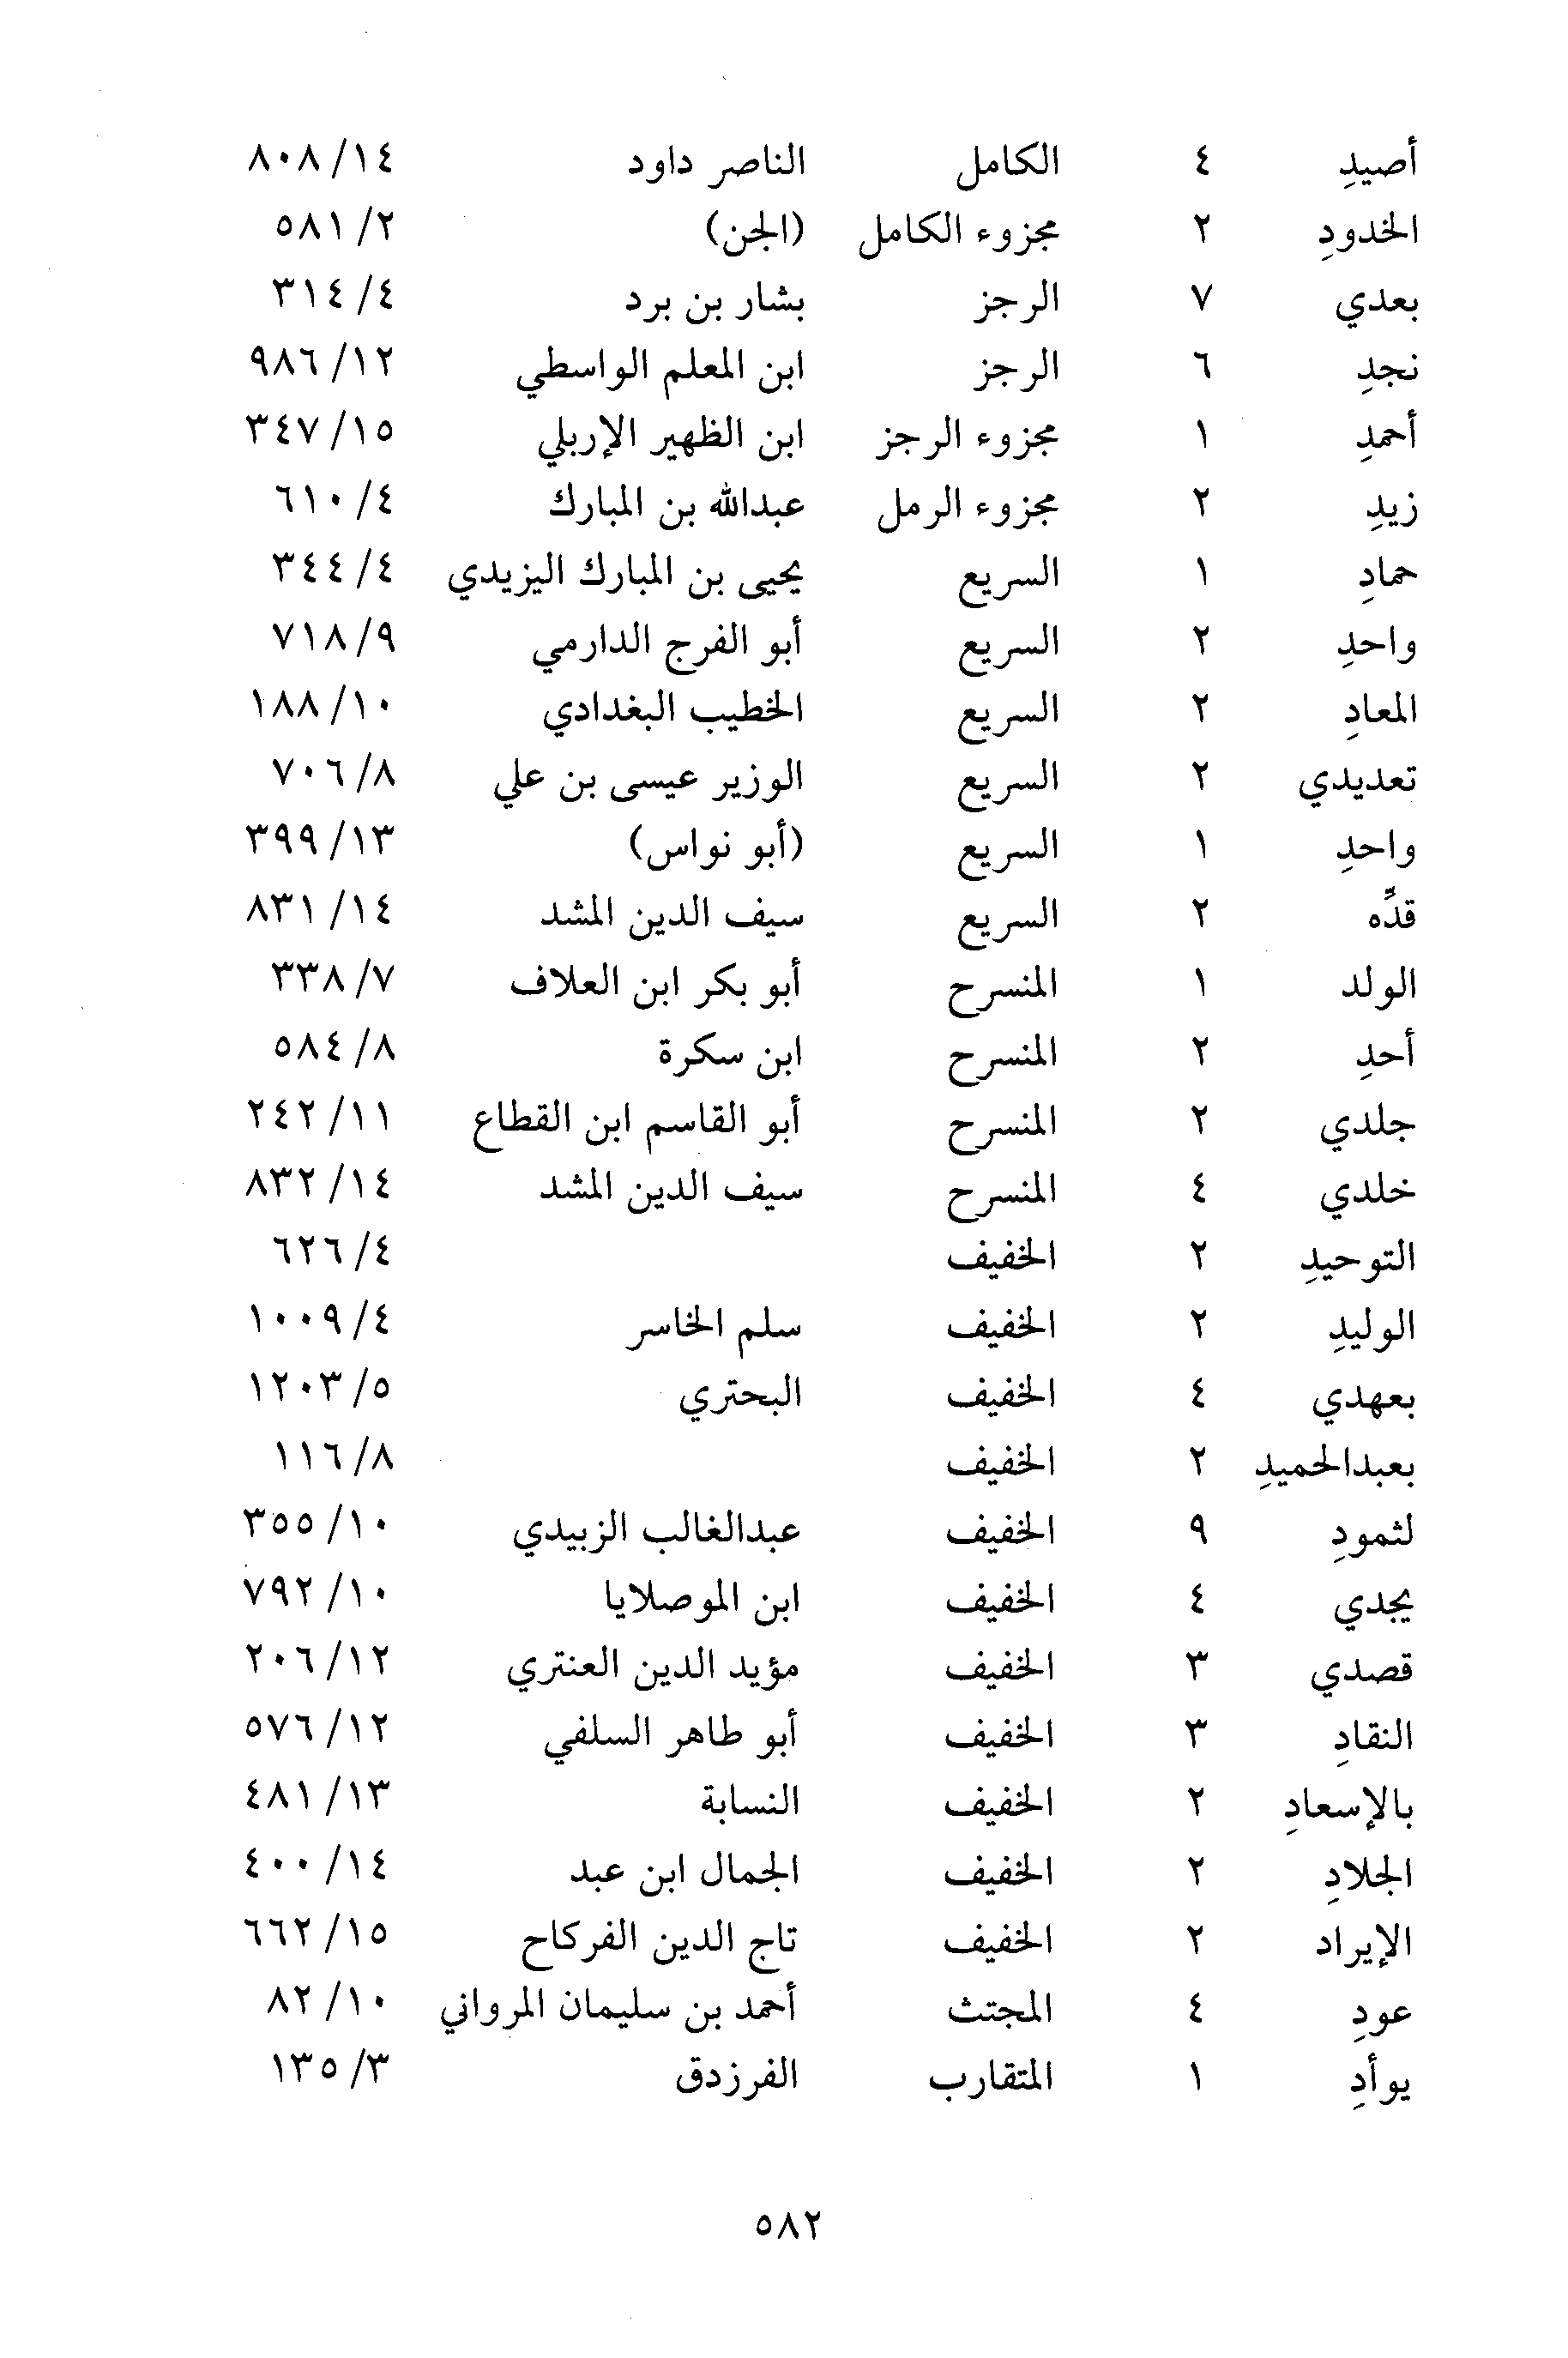 أصيدِ ٤ الكامل الناصر داود ١٤/ ٨٠٨
الخدودِ ٢ مجزوء الكامل (الجن) ٢/ ٥٨١
بعدي ٧ الرجز بشار بن برد ٤/ ٣١٤
نجدِ ٦ الرجز ابن المعلم الواسطي ١٢/ ٩٨٦
أحمدِ ١ مجزوء الرجز ابن الظهير الإربلي ١٥/ ٣٤٧
زيدِ ٢ مجزوء الرمل عبدالله بن المبارك ٤/ ٦١٠
حمادِ ١ السريع يحيى بن المبارك اليزيدي ٤/ ٣٤٤
واحدِ ٢ السريع أبو الفرج الدارمي ٩/ ٧١٨
المعادِ ٢ السريع الخطيب البغدادي ١٠/ ١٨٨
تعديدي ٢ السريع الوزير عيسى بن علي ٨/ ٧٠٦
واحدِ ١ السريع (أبو نواس) ١٣/ ٣٩٩
قدِّه ٢ السريع سيف الدين المشد ١٤/ ٨٣١
الولد ١ المنسرح أبو بكر ابن العلاف ٧/ ٣٣٨
أحدِ ٢ المنسرح ابن سكرة ٨/ ٥٨٤
جلدي ٢ المنسرح أبو القاسم ابن القطاع ١١/ ٢٤٢
خلدي ٤ المنسرح سيف الدين المشد ١٤/ ٨٣٢
التوحيدِ ٢ الخفيف ٤/ ٦٢٦
الوليدِ ٢ الخفيف سلم الخاسر ٤/ ١٠٠٩
بعهدي ٤ الخفيف البحتري ٥/ ١٢٠٣
بعبدالحميدِ ٢ الخفيف ٨/ ١١٦
لثمودِ ٩ الخفيف عبدالغالب الزبيدي ١٠/ ٣٥٥
يجدي ٤ الخفيف ابن الموصلايا ١٠/ ٧٩٢
قصدي ٣ الخفيف مؤيد الدين العنتري ١٢/ ٢٠٦
النقادِ ٣ الخفيف أبو طاهر السلفي ١٢/ ٥٧٦
بالإسعادِ ٢ الخفيف النسابة ١٣/ ٤٨١
الجلادِ ٢ الخفيف الجمال ابن عبد ١٤/ ٤٠٠
الإيراد ٢ الخفيف تاج الدين الفركاح ١٥/ ٦٦٢
عودِ ٤ المجتث أحمد بن سليمان المرواني ١٠/ ٨٢
يوأدِ ١ المتقارب الفرزدق ٣/ ١٣٥
٥٨٢